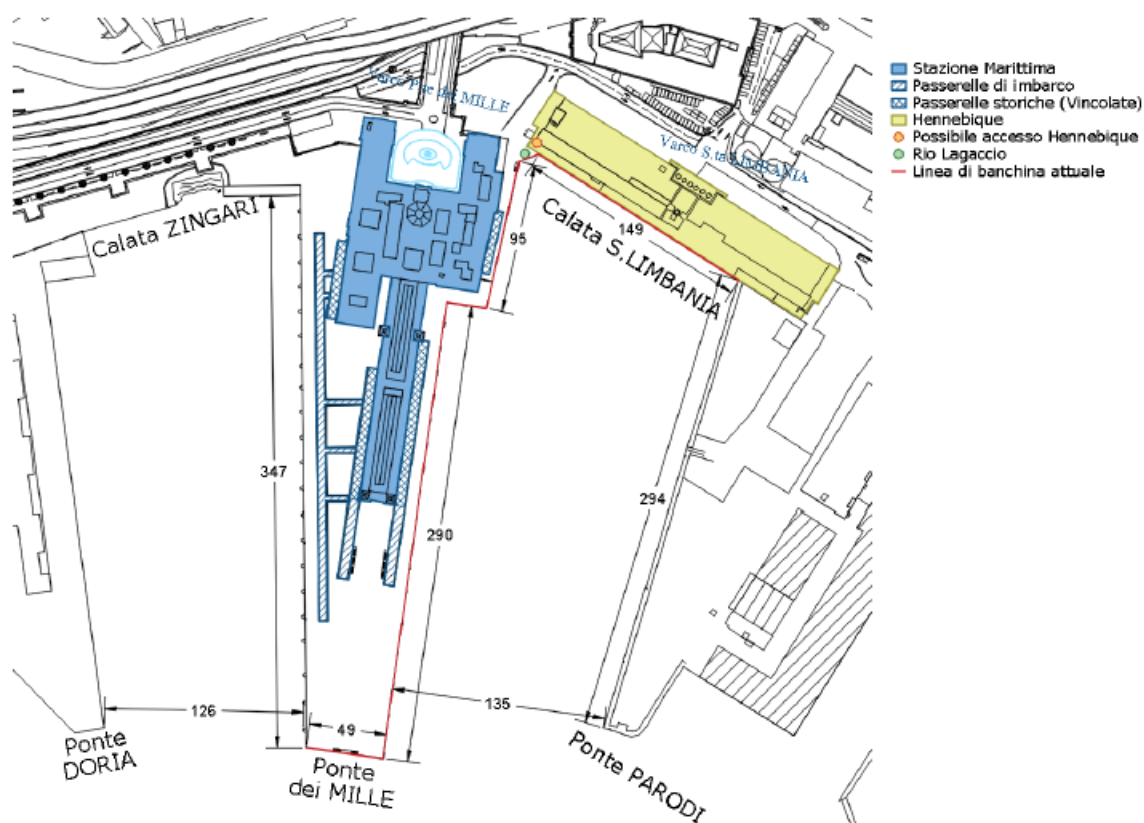 Varco P.te dei MILLE
Varco S.ta LIMBANIA
Stazione Marittima
Passerelle di imbarco
Passerelle storiche (Vincolate)
Hennebique
Possibile accesso Hennebique
Rio Lagaccio
Linea di banchina attuale
Calata ZINGARI
Calata S.LIMBANIA
149
95
347
290
294
126
49
135
Ponte
DORIA
Ponte
dei MILLE
Ponte PARODI